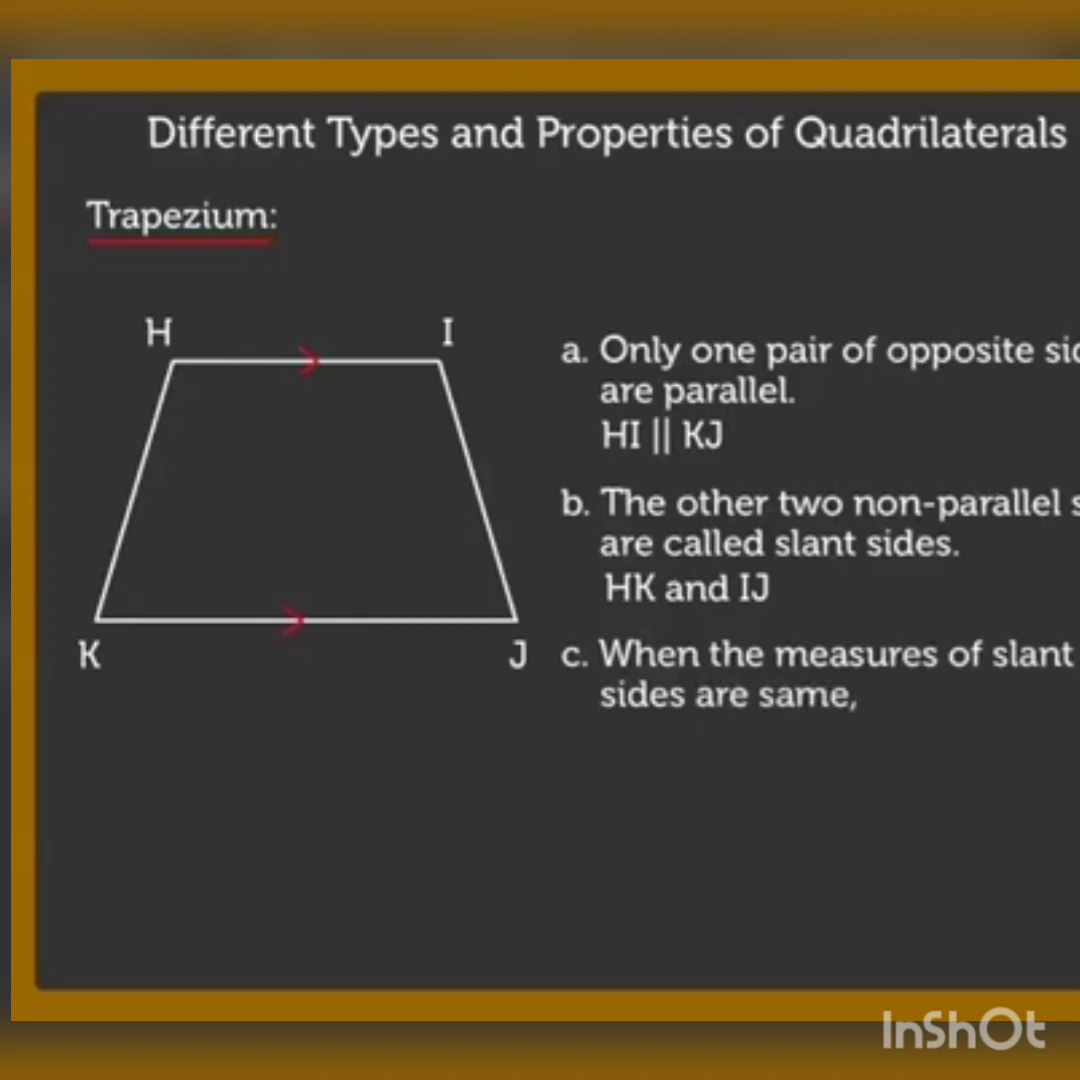 Different Types and Properties of Quadrilaterals
Trapezium:
H I
a. Only one pair of opposite
are parallel.
HI || KJ
b. The other two non-parallel
are called slant sides.
HK and IJ
K J
c. When the measures of slant
sides are same,
InShOt